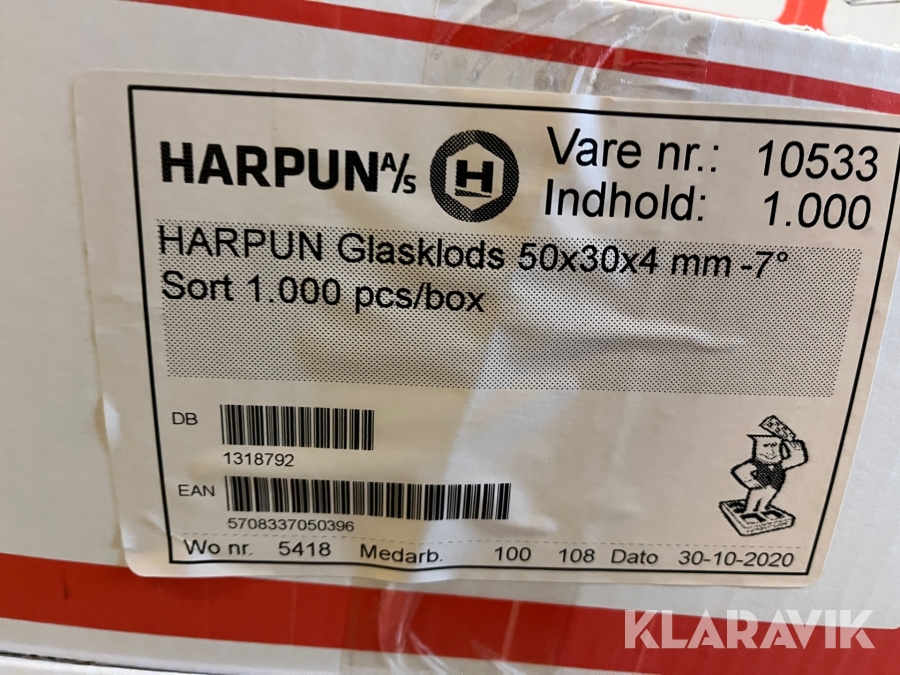 HARPUN A/S H Vare nr.: 10533
Indhold: 1.000
HARPUN Glasklods 50x30x4 mm -7°
Sort 1.000 pcs/box
DB
1318792
EAN
5708337050396
Wo nr. 5418 Medarb. 100 108 Dato 30-10-2020
KLARAVIK